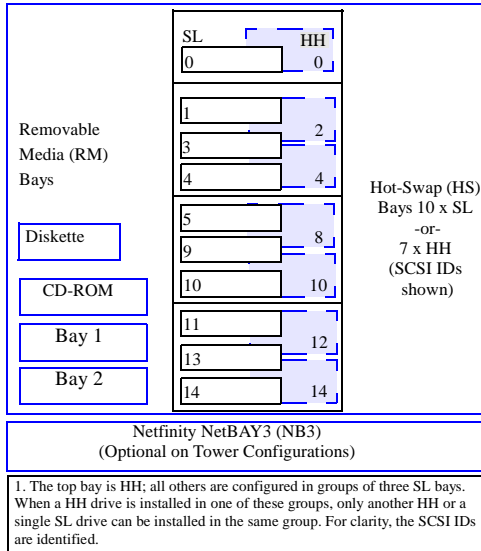 SL HH
0 0
1
2
Removable
Media (RM)
Bays
3
4 4
Hot-Swap (HS)
Bays 10 x SL
-or-
7 x HH
(SCSI IDs
shown)
5
8
Diskette
9
10 10
CD-ROM
11
12
Bay 1
13
Bay 2
14 14
Netfinity NetBAY3 (NB3)
(Optional on Tower Configurations)
1. The top bay is HH; all others are configured in groups of three SL bays.
When a HH drive is installed in one of these groups, only another HH or a
single SL drive can be installed in the same group. For clarity, the SCSI IDs
are identified.